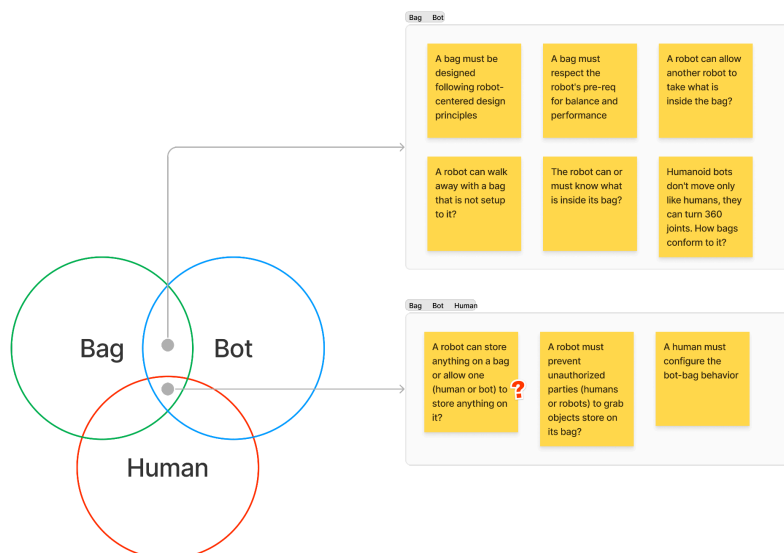 Bag Bot
A bag must be
designed
following robot-
centered design
principles
A bag must
respect the
robot's pre-req
for balance and
performance
A robot can allow
another robot to
take what is
inside the bag?
A robot can walk
away with a bag
that is not setup
to it?
The robot can or
must know what
is inside its bag?
Humanoid bots
don't move only
like humans, they
can turn 360
joints. How bags
conform to it?
Bag
Bot
Human
Bag Bot Human
A robot can store
anything on a bag
or allow one
(human or bot) to
store anything on
it?
?
A robot must
prevent
unauthorized
parties (humans
or robots) to grab
objects store on
its bag?
A human must
configure the
bot-bag behavior